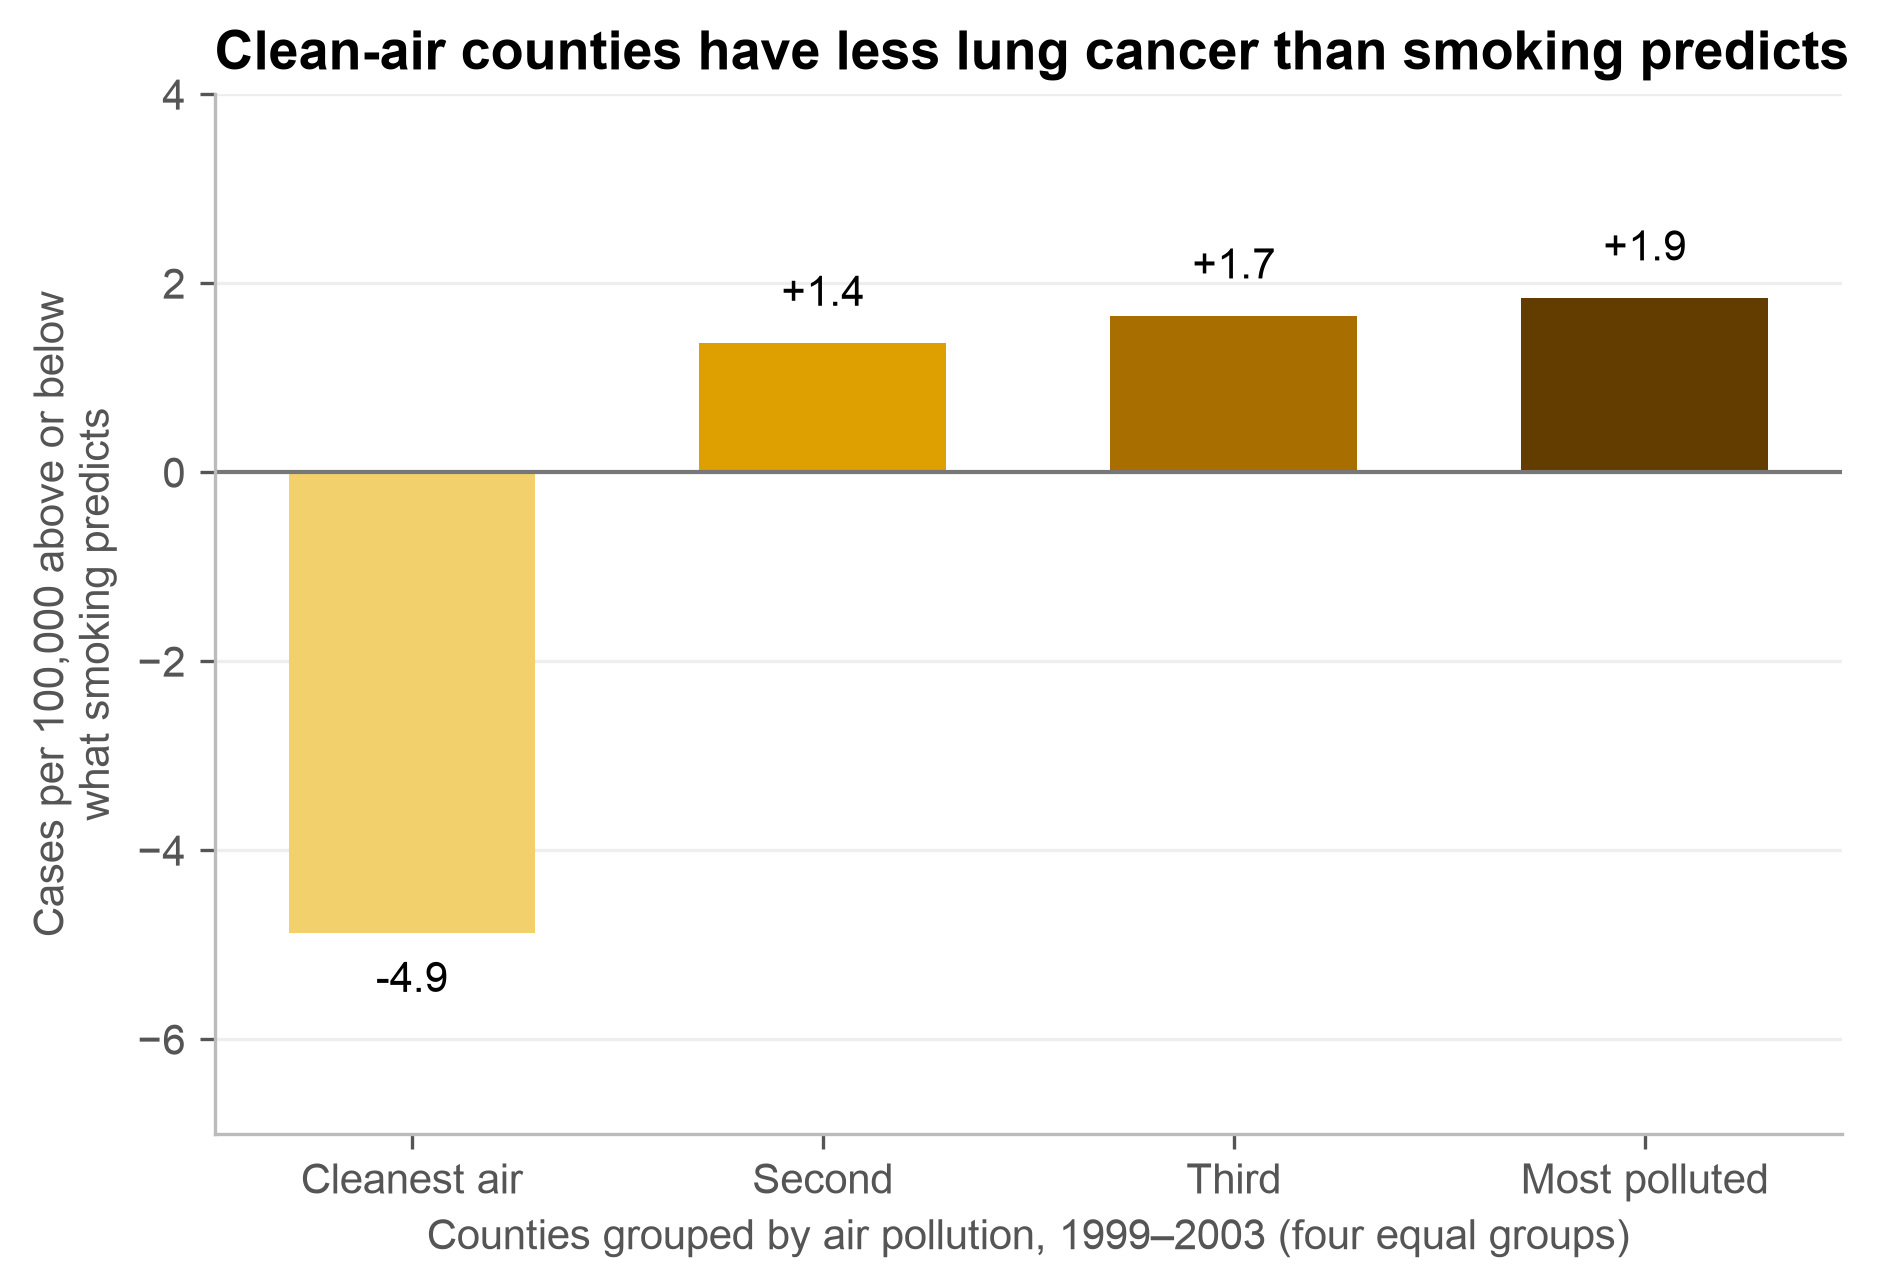 Clean-air counties have less lung cancer than smoking predicts
Cases per 100,000 above or below
what smoking predicts
4
2
0
−2
−4
−6
-4.9
+1.4
+1.7
+1.9
Cleanest air
Second
Third
Most polluted
Counties grouped by air pollution, 1999–2003 (four equal groups)